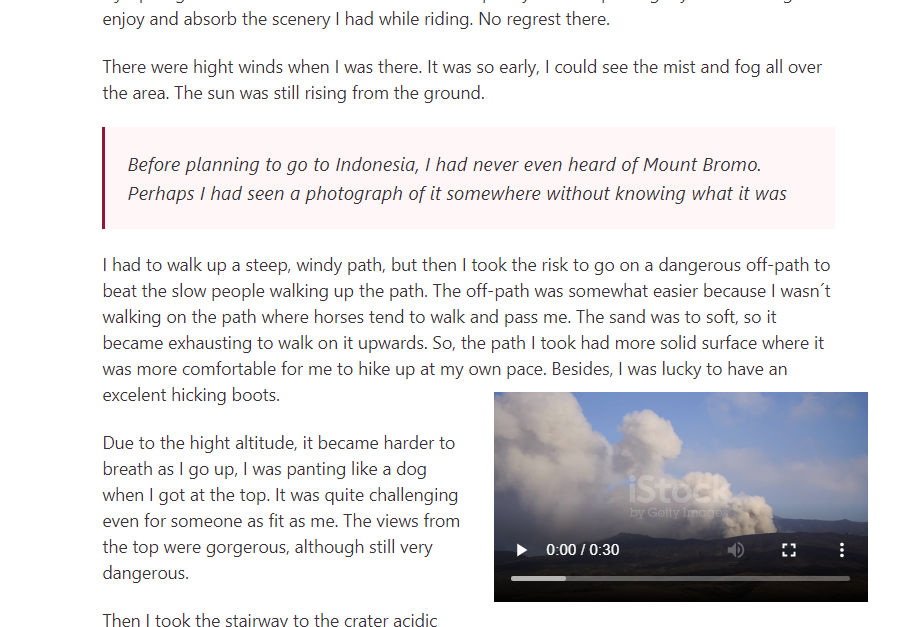 enjoy and absorb the scenery I had while riding. No regrest there.
There were hight winds when I was there. It was so early, I could see the mist and fog all over
the area. The sun was still rising from the ground.
Before planning to go to Indonesia, I had never even heard of Mount Bromo.
Perhaps I had seen a photograph of it somewhere without knowing what it was
I had to walk up a steep, windy path, but then I took the risk to go on a dangerous off-path to
beat the slow people walking up the path. The off-path was somewhat easier because I wasn´t
walking on the path where horses tend to walk and pass me. The sand was to soft, so it
became exhausting to walk on it upwards. So, the path I took had more solid surface where it
was more comfortable for me to hike up at my own pace. Besides, I was lucky to have an
excelent hicking boots.
Due to the hight altitude, it became harder to
breath as I go up, I was panting like a dog
when I got at the top. It was quite challenging
even for someone as fit as me. The views from
the top were gorgerous, although still very
dangerous.
iStock
by Getty Images
0:00 / 0:30
Then I took the stairway to the crater acidic